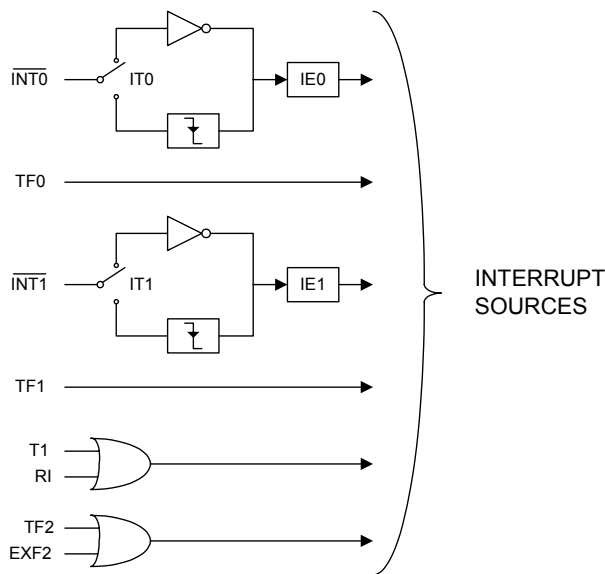 INT0
IT0
IE0
TF0
INT1
IT1
IE1
TF1
T1
RI
TF2
EXF2
INTERRUPT
SOURCES